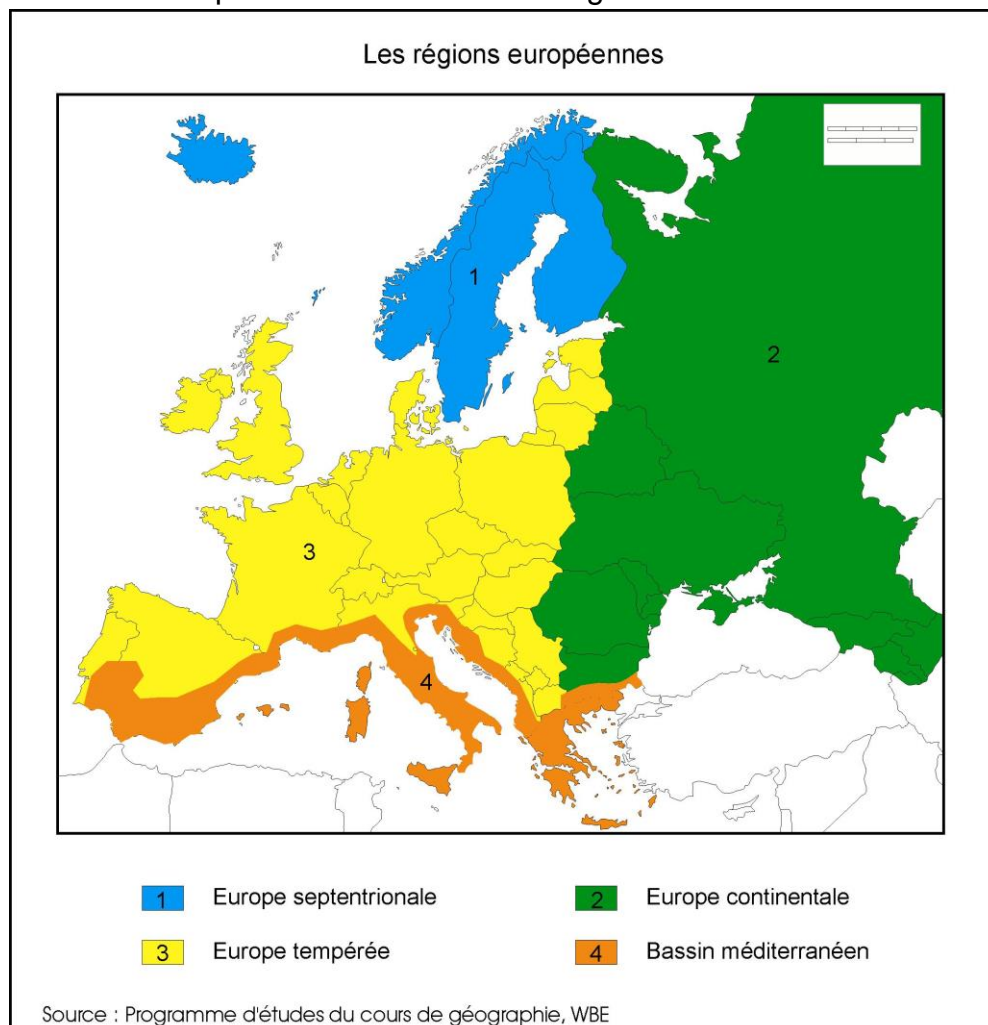 Les régions européennes
1
2
3
4
1 Europe septentrionale
2 Europe continentale
3 Europe tempérée
4 Bassin méditerranéen
Source : Programme d'études du cours de géographie, WBE